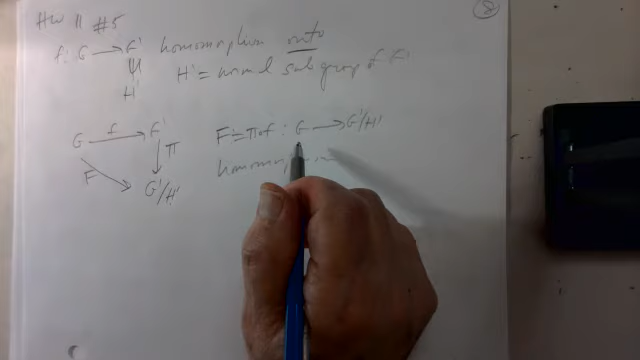 HW 11 #5
f: G → G' homomorphism onto
∪
H' H' = normal subgroup of G'
G f→ G' F = π∘f : G → G'/H'
F π
G'/H'